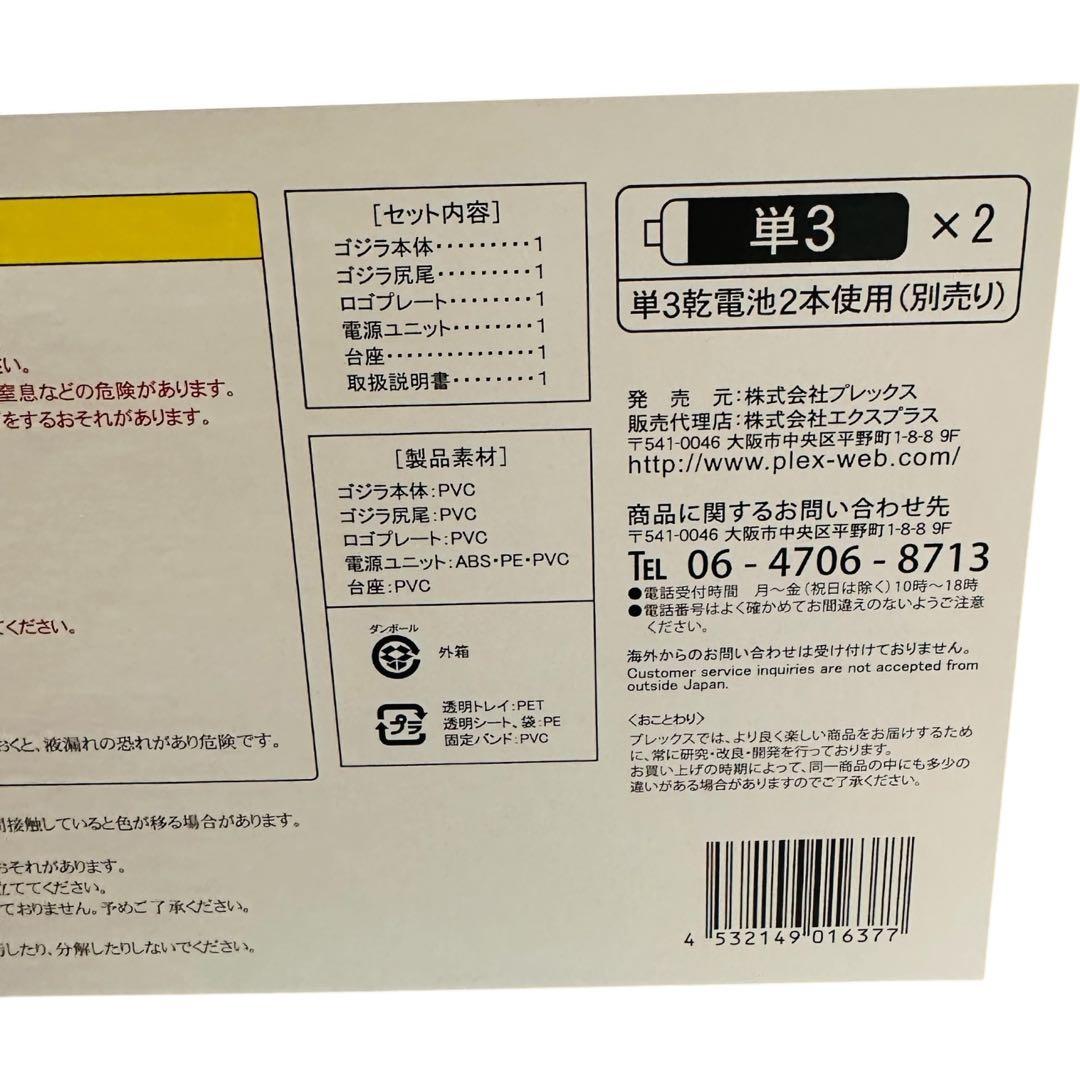 [セット内容]
ゴジラ本体・・・・・・・・・1
ゴジラ尻尾・・・・・・・・・1
ロゴプレート・・・・・・・・1
電源ユニット・・・・・・・・1
台座・・・・・・・・・・・・・・1
取扱説明書・・・・・・・・1
[製品素材]
ゴジラ本体:PVC
ゴジラ尻尾:PVC
ロゴプレート:PVC
電源ユニット:ABS・PE・PVC
台座:PVC
ダンボール
外箱
プラ
透明トレイ:PET
透明シート、袋:PE
固定バンド:PVC
単3 ×2
単3乾電池2本使用(別売り)
発売元:株式会社プレックス
販売代理店:株式会社エクスプラス
〒541-0046 大阪市中央区平野町1-8-8 9F
http://www.plex-web.com/
商品に関するお問い合わせ先
〒541-0046 大阪市中央区平野町1-8-8 9F
TEL 06-4706-8713
●電話受付時間 月～金(祝日は除く)10時～18時
●電話番号はよく確かめてお間違えのないようご注意
ください。
海外からのお問い合わせは受け付けておりません。
Customer service inquiries are not accepted from
outside Japan.
〈おことわり〉
プレックスでは、より良く楽しい商品をお届けするため
に、常に研究・改良・開発を行っております。
お買い上げの時期によって、同一商品の中にも多少の
違いがある場合がありますのでご了承ください。
4 532149 016377
さい。
窒息などの危険があります。
をするおそれがあります。
てください。
おくと、液漏れの恐れがあり危険です。
間接触していると色が移る場合があります。
おそれがあります。
立ててください。
ておりません。予めご了承ください。
したり、分解したりしないでください。